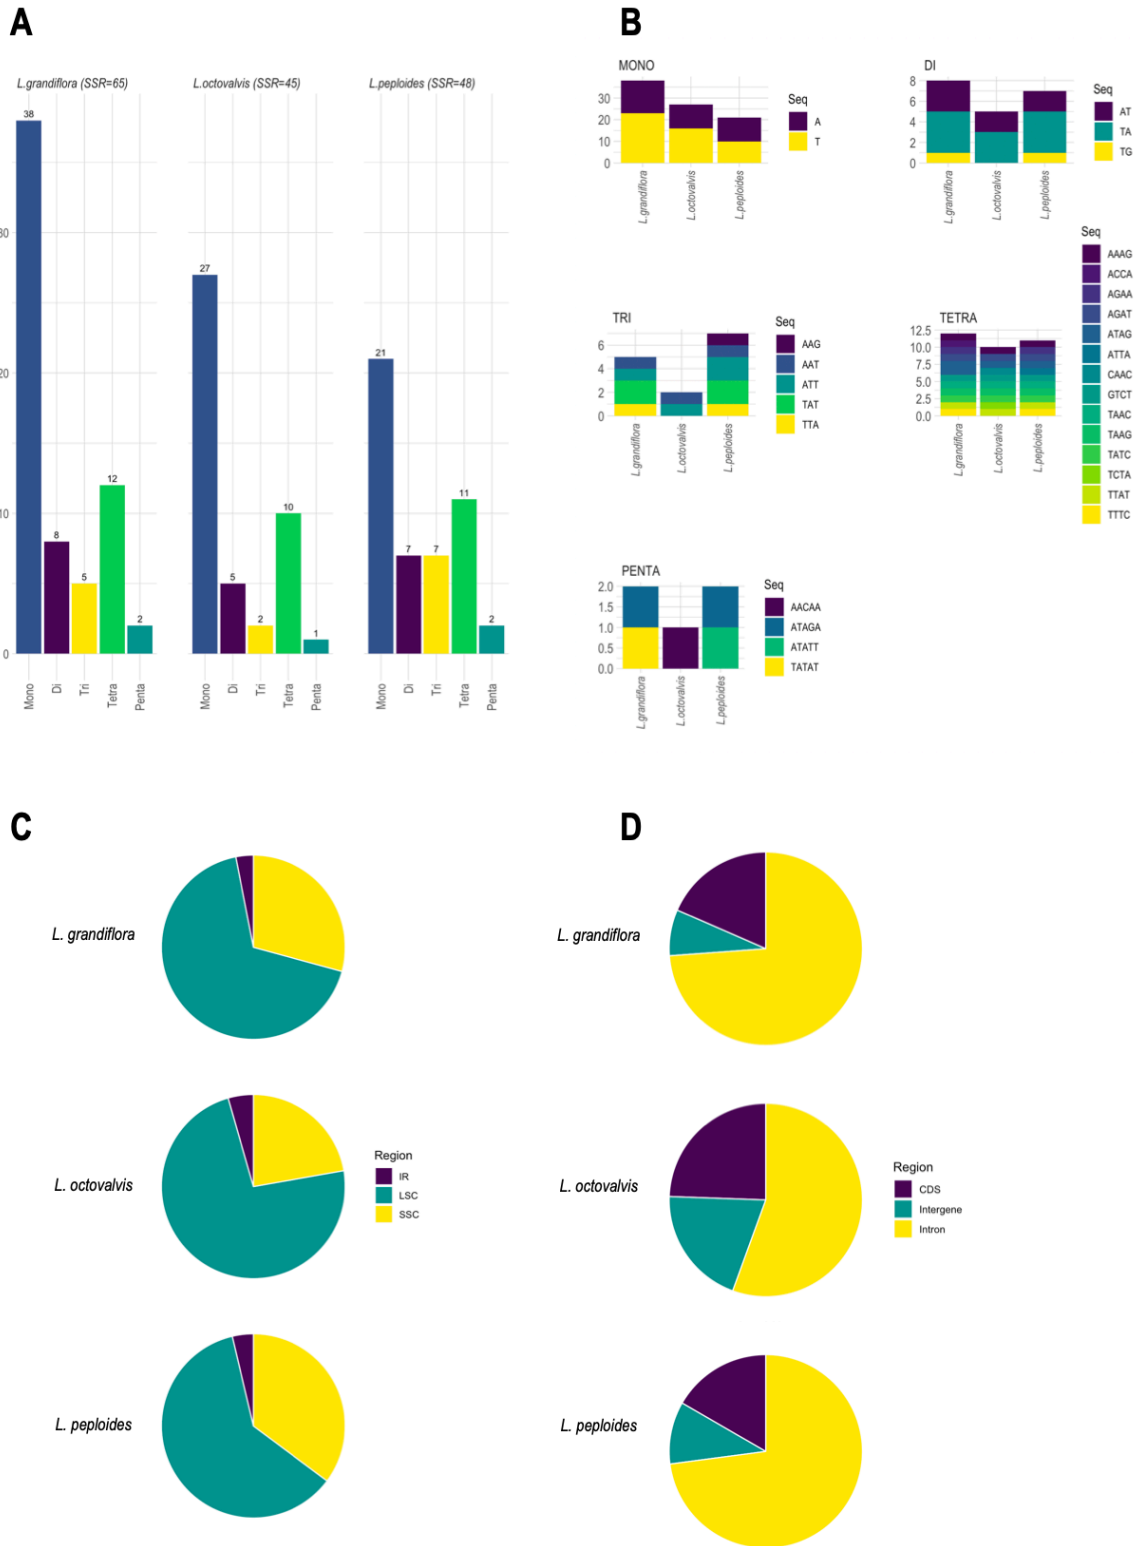 A
B
L.grandiflora (SSR=65)
L.octovalvis (SSR=45)
L.peploides (SSR=48)
38
8
5
12
2
27
5
2
10
1
21
7
7
11
2
30
20
10
0
Mono
Di
Tri
Tetra
Penta
Mono
Di
Tri
Tetra
Penta
Mono
Di
Tri
Tetra
Penta
MONO
30
20
10
0
L.grandiflora
L.octovalvis
L.peploides
Seq
A
T
DI
8
6
4
2
0
L.grandiflora
L.octovalvis
L.peploides
Seq
AT
TA
TG
TRI
6
4
2
0
L.grandiflora
L.octovalvis
L.peploides
Seq
AAG
AAT
ATT
TAT
TTA
TETRA
12.5
10.0
7.5
5.0
2.5
0.0
L.grandiflora
L.octovalvis
L.peploides
Seq
AAAG
ACCA
AGAA
AGAT
ATAG
ATTA
CAAC
GTCT
TAAC
TAAG
TATC
TCTA
TTAT
TTTC
PENTA
2.0
1.5
1.0
0.5
0.0
L.grandiflora
L.octovalvis
L.peploides
Seq
AACAA
ATAGA
ATATT
TATAT
C
L. grandiflora
L. octovalvis
L. peploides
Region
IR
LSC
SSC
D
L. grandiflora
L. octovalvis
L. peploides
Region
CDS
Intergene
Intron